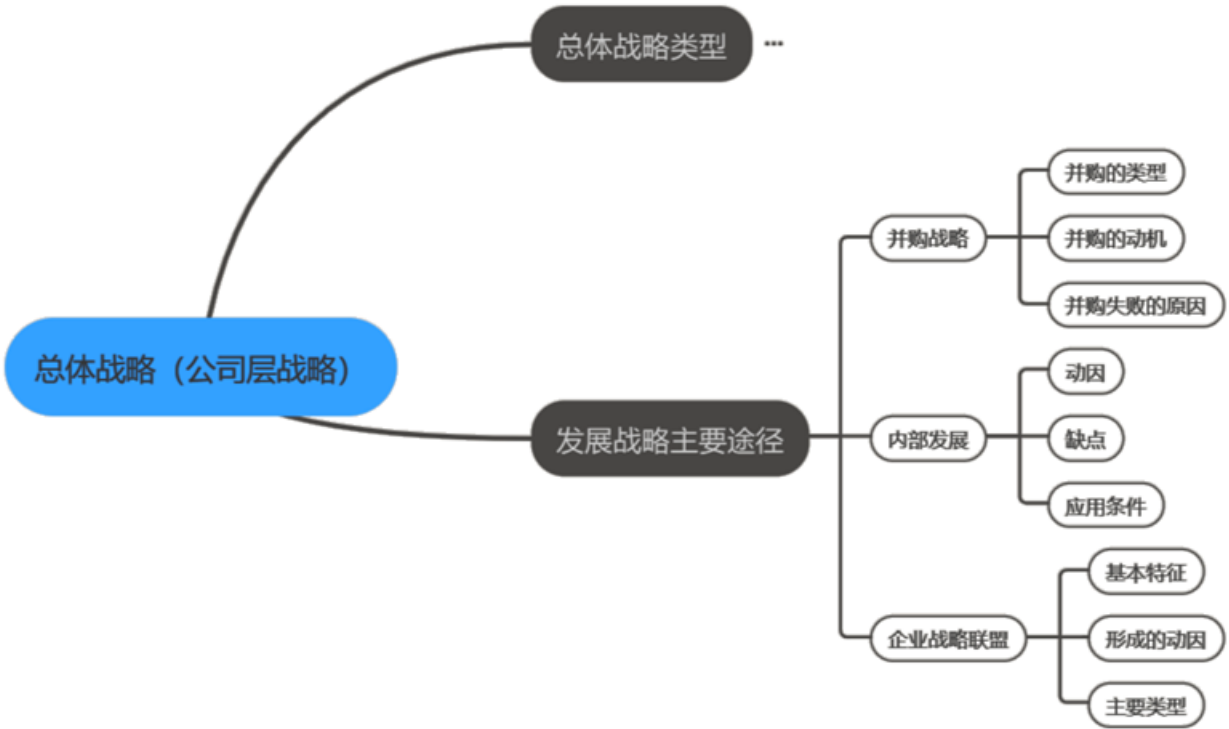 总体战略类型
...
并购的类型
并购战略
并购的动机
并购失败的原因
动因
总体战略（公司层战略）
发展战略主要途径
内部发展
缺点
应用条件
基本特征
企业战略联盟
形成的动因
主要类型